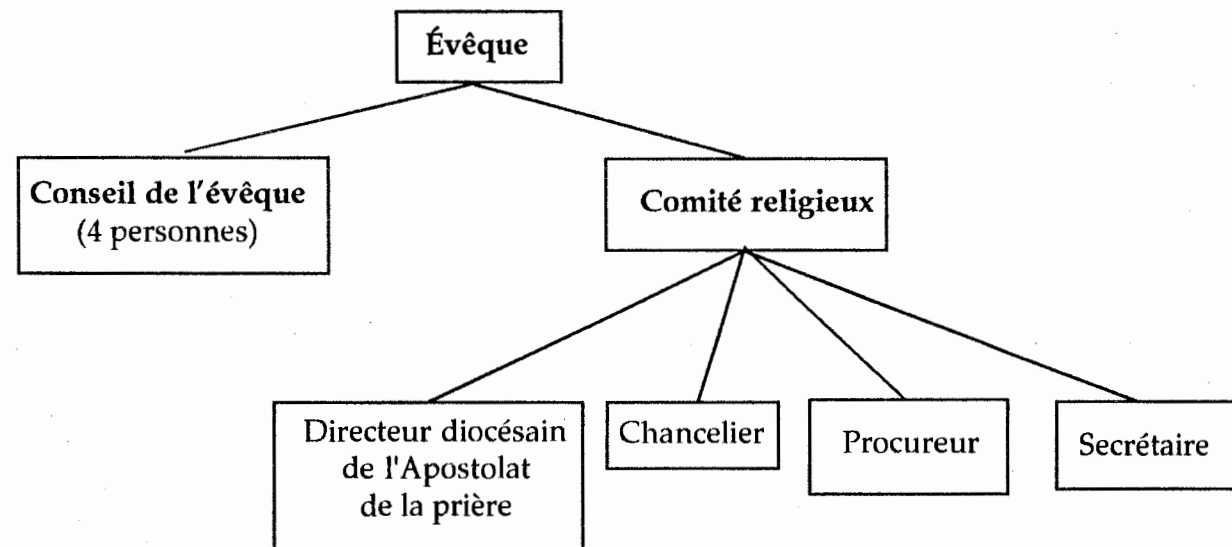 Évêque
Conseil de l'évêque
(4 personnes)
Comité religieux
Directeur diocésain
de l'Apostolat
de la prière
Chancelier
Procureur
Secrétaire